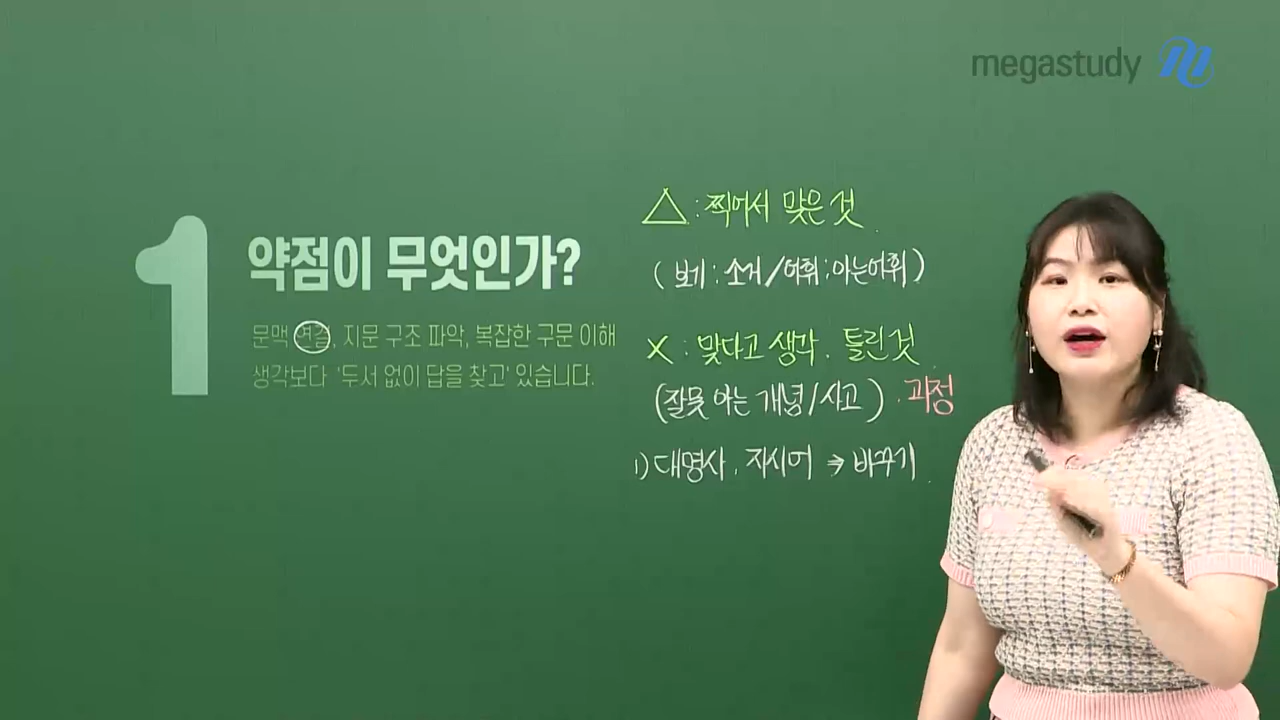 megastudy
1
약점이 무엇인가?
문맥 연결, 지문 구조 파악, 복잡한 구문 이해
생각보다 '두서 없이 답을 찾고' 있습니다.
△ : 찍어서 맞은 것
(보기 : 소거 / 어휘 : 아는어휘)
X : 맞다고 생각. 틀린 것
(잘못 아는 개념/사고) . 과정
1) 대명사, 지시어 ⇒ 바꾸기